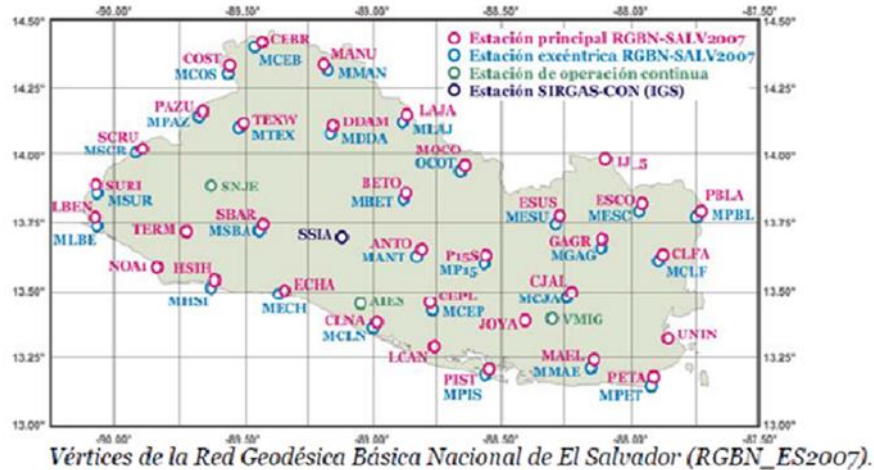 -90.00° -89.50° -89.00° -88.50° -88.00° -87.50°
14.50°
14.25°
14.00°
13.75°
13.50°
13.25°
13.00°
Estación principal RGBN-SALV2007
Estación excéntrica RGBN-SALV2007
Estación de operación continua
Estación SIRGAS-CON (IGS)
CEBR
MCEB
COST
MCOS
MANU
MMAN
PAZU
MPAZ
TEXW
MTEX
DDAM
MDDA
LAJA
MLAJ
SCRU
MSCR
MOCO
OCOT
IJ_5
SURI
MSUR
SNJE
BETO
MBET
ESUS
MESU
ESCO
MESC
PBLA
MPBL
LBEN
MLBE
TERM
SBAR
MSBA
SSIA
ANTO
MANT
P15S
MP15
GAGR
MGAG
CLFA
MCLF
NOA1
HSIH
MHSI
ECHA
MECH
AIES
CEPL
MCEP
CJAL
MCJA
CLNA
MCLN
JOYA
VMIG
UNIN
LCAN
PIST
MPIS
MAEL
MMAE
PETA
MPET
14.50°
14.25°
14.00°
13.75°
13.50°
13.25°
13.00°
-90.00° -89.50° -89.00° -88.50° -88.00° -87.50°
Vértices de la Red Geodésica Básica Nacional de El Salvador (RGBN_ES2007).